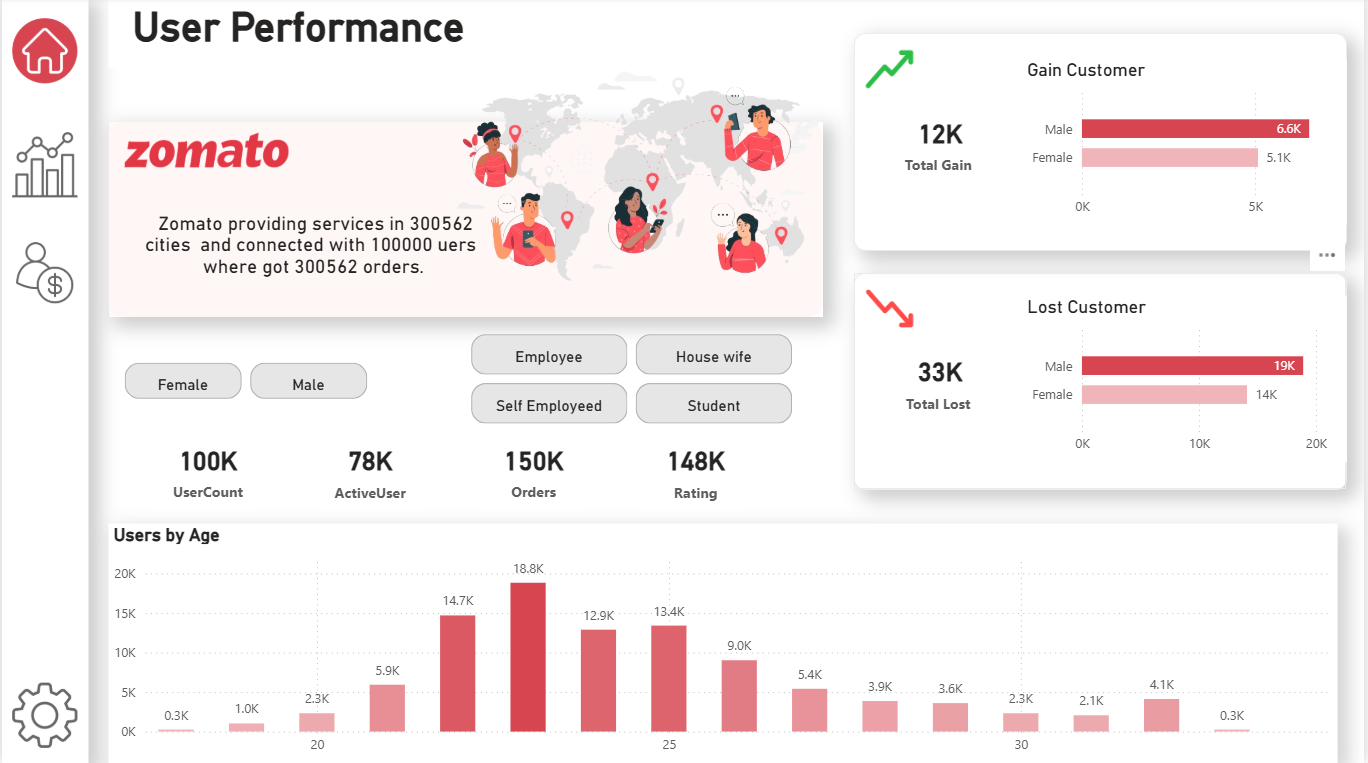 User Performance
zomato
Zomato providing services in 300562
cities and connected with 100000 uers
where got 300562 orders.
Gain Customer
12K
Total Gain
Male
6.6K
Female
5.1K
0K
5K
Lost Customer
33K
Total Lost
Male
19K
Female
14K
0K
10K
20K
Female
Male
Employee
House wife
Self Employeed
Student
100K
UserCount
78K
ActiveUser
150K
Orders
148K
Rating
Users by Age
20K
15K
10K
5K
0K
0.3K
1.0K
2.3K
5.9K
14.7K
18.8K
12.9K
13.4K
9.0K
5.4K
3.9K
3.6K
2.3K
2.1K
4.1K
0.3K
20
25
30